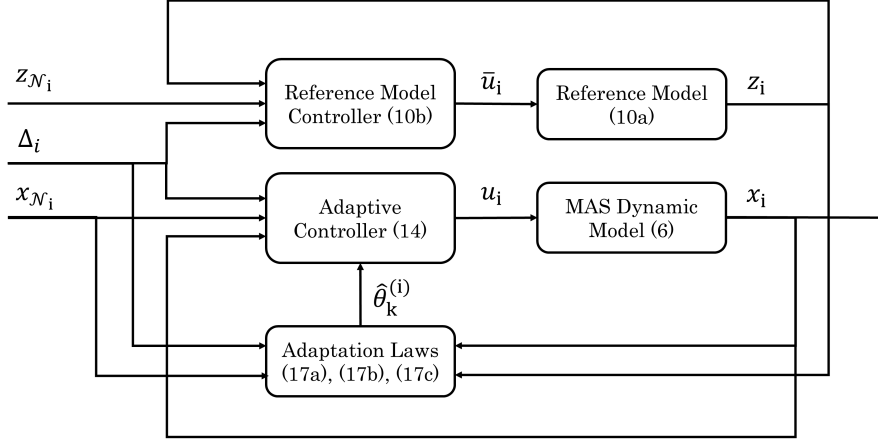 z_{𝒩_i}
Reference Model
Controller (10b)
ū_i
Reference Model
(10a)
z_i
Δ_i
x_{𝒩_i}
Adaptive
Controller (14)
u_i
MAS Dynamic
Model (6)
x_i
θ̂_k^{(i)}
Adaptation Laws
(17a), (17b), (17c)